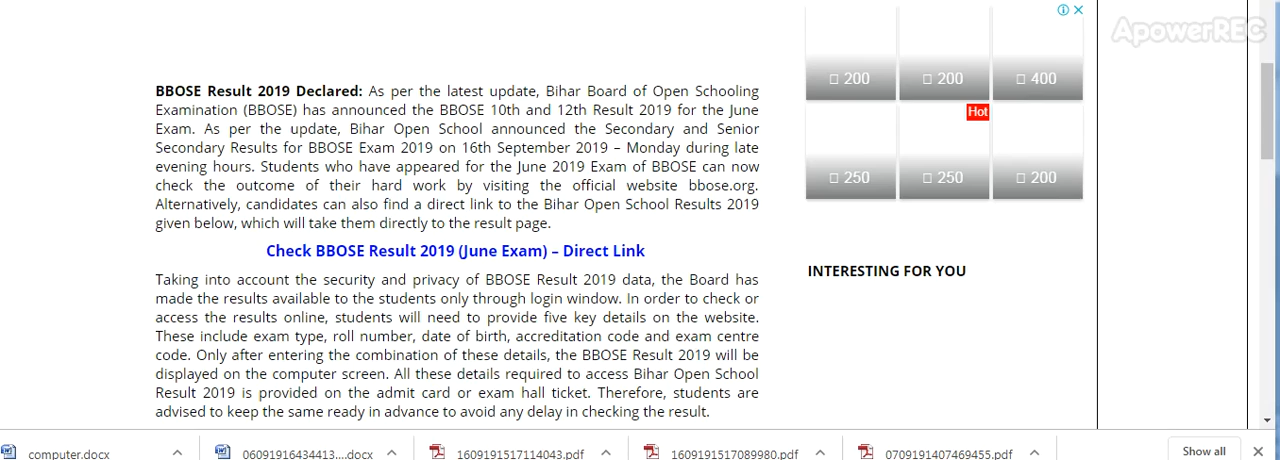 ApowerREC
BBOSE Result 2019 Declared: As per the latest update, Bihar Board of Open Schooling
Examination (BBOSE) has announced the BBOSE 10th and 12th Result 2019 for the June
Exam. As per the update, Bihar Open School announced the Secondary and Senior
Secondary Results for BBOSE Exam 2019 on 16th September 2019 – Monday during late
evening hours. Students who have appeared for the June 2019 Exam of BBOSE can now
check the outcome of their hard work by visiting the official website bbose.org.
Alternatively, candidates can also find a direct link to the Bihar Open School Results 2019
given below, which will take them directly to the result page.
Check BBOSE Result 2019 (June Exam) – Direct Link
Taking into account the security and privacy of BBOSE Result 2019 data, the Board has
made the results available to the students only through login window. In order to check or
access the results online, students will need to provide five key details on the website.
These include exam type, roll number, date of birth, accreditation code and exam centre
code. Only after entering the combination of these details, the BBOSE Result 2019 will be
displayed on the computer screen. All these details required to access Bihar Open School
Result 2019 is provided on the admit card or exam hall ticket. Therefore, students are
advised to keep the same ready in advance to avoid any delay in checking the result.
200 200 400
Hot
250 250 200
INTERESTING FOR YOU
computer.docx 06091916434413....docx 1609191517114043.pdf 1609191517089980.pdf 0709191407469455.pdf Show all